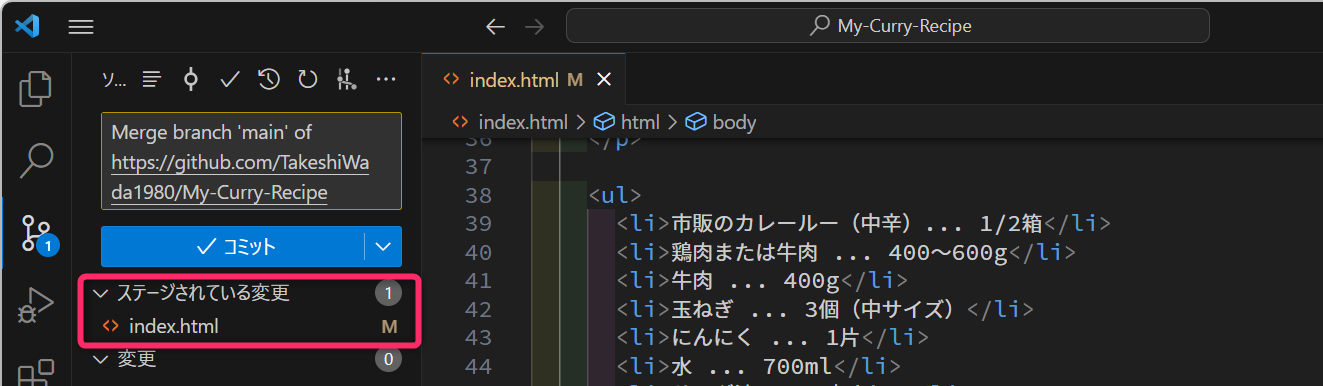 My-Curry-Recipe
ソ...
index.html M
Merge branch 'main' of
https://github.com/TakeshiWa
da1980/My-Curry-Recipe
index.html > html > body
コミット
ステージされている変更 1
index.html M
変更 0
1
36 </p>
37
38 <ul>
39 <li>市販のカレールー（中辛）... 1/2箱</li>
40 <li>鶏肉または牛肉 ... 400～600g</li>
41 <li>牛肉 ... 400g</li>
42 <li>玉ねぎ ... 3個（中サイズ）</li>
43 <li>にんにく ... 1片</li>
44 <li>水 ... 700ml</li>